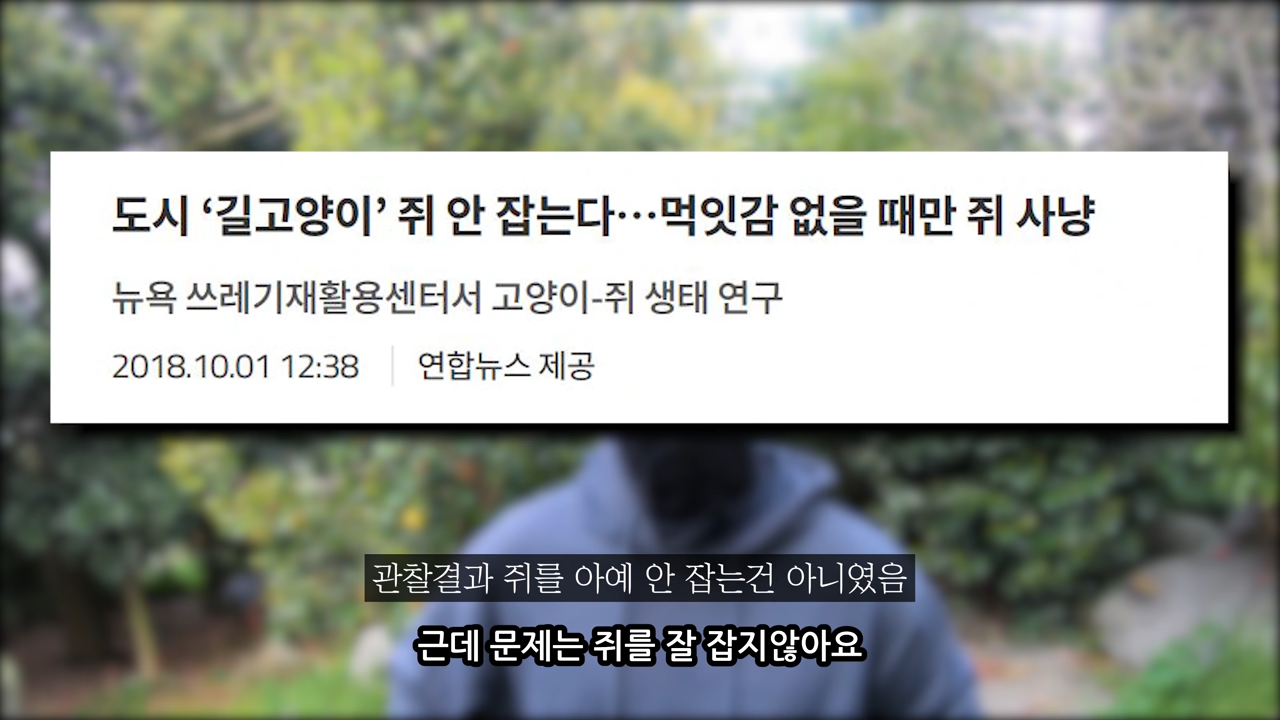 도시 ‘길고양이’ 쥐 안 잡는다…먹잇감 없을 때만 쥐 사냥
뉴욕 쓰레기재활용센터서 고양이-쥐 생태 연구
2018.10.01 12:38 연합뉴스 제공
관찰결과 쥐를 아예 안 잡는건 아니였음
근데 문제는 쥐를 잘 잡지않아요